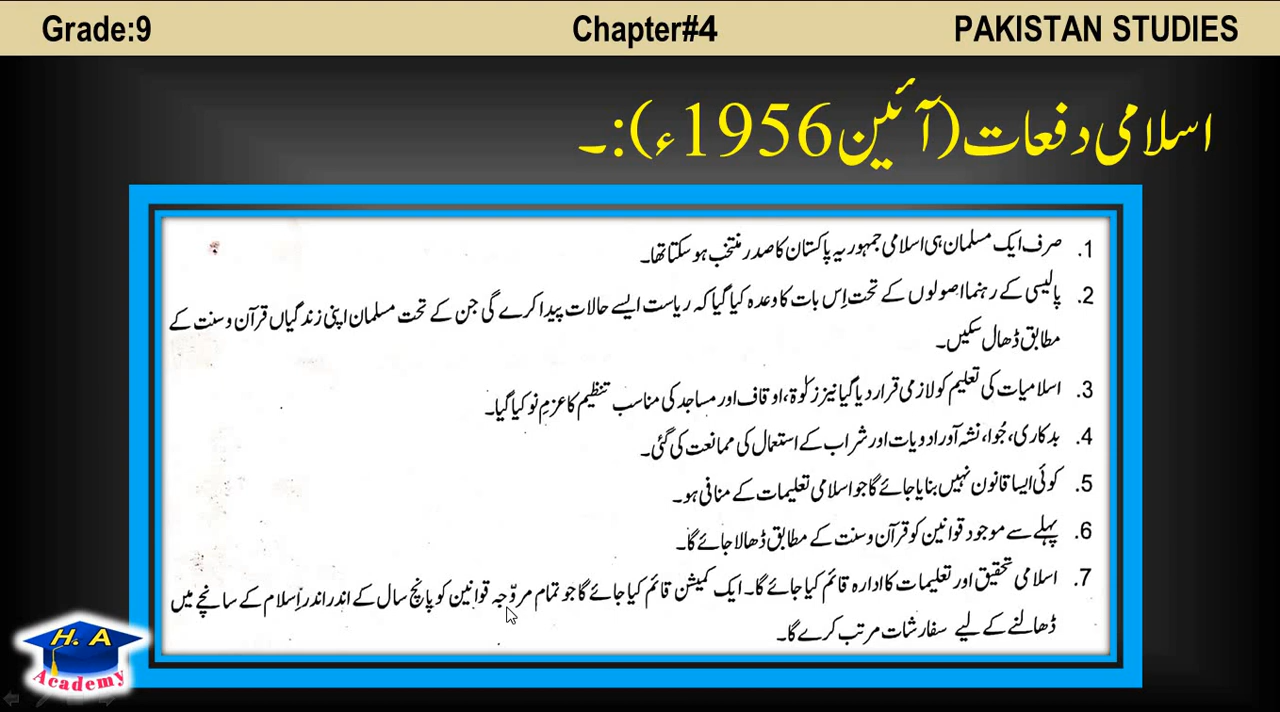 Grade:9
Chapter#4
PAKISTAN STUDIES
اسلامی دفعات (آئین 1956ء):۔
1. صرف ایک مسلمان ہی اسلامی جمہوریہ پاکستان کا صدر منتخب ہو سکتا تھا۔
2. پالیسی کے رہنما اصولوں کے تحت اِس بات کا وعدہ کیا گیا کہ ریاست ایسے حالات پیدا کرے گی جن کے تحت مسلمان اپنی زندگیاں قرآن و سنت کے
مطابق ڈھال سکیں۔
3. اسلامیات کی تعلیم کو لازمی قرار دیا گیا نیز زکوٰۃ، اوقاف اور مساجد کی مناسب تنظیم کا عزمِ نو کیا گیا۔
4. بدکاری، جُوا، نشہ آور ادویات اور شراب کے استعمال کی ممانعت کی گئی۔
5. کوئی ایسا قانون نہیں بنایا جائے گا جو اسلامی تعلیمات کے منافی ہو۔
6. پہلے سے موجود قوانین کو قرآن و سنت کے مطابق ڈھالا جائے گا۔
7. اسلامی تحقیق اور تعلیمات کا ادارہ قائم کیا جائے گا۔ ایک کمیشن قائم کیا جائے گا جو تمام مروّجہ قوانین کو پانچ سال کے اندر اندر اِسلام کے سانچے میں
ڈھالنے کے لیے سفارشات مرتب کرے گا۔
H. A
Academy